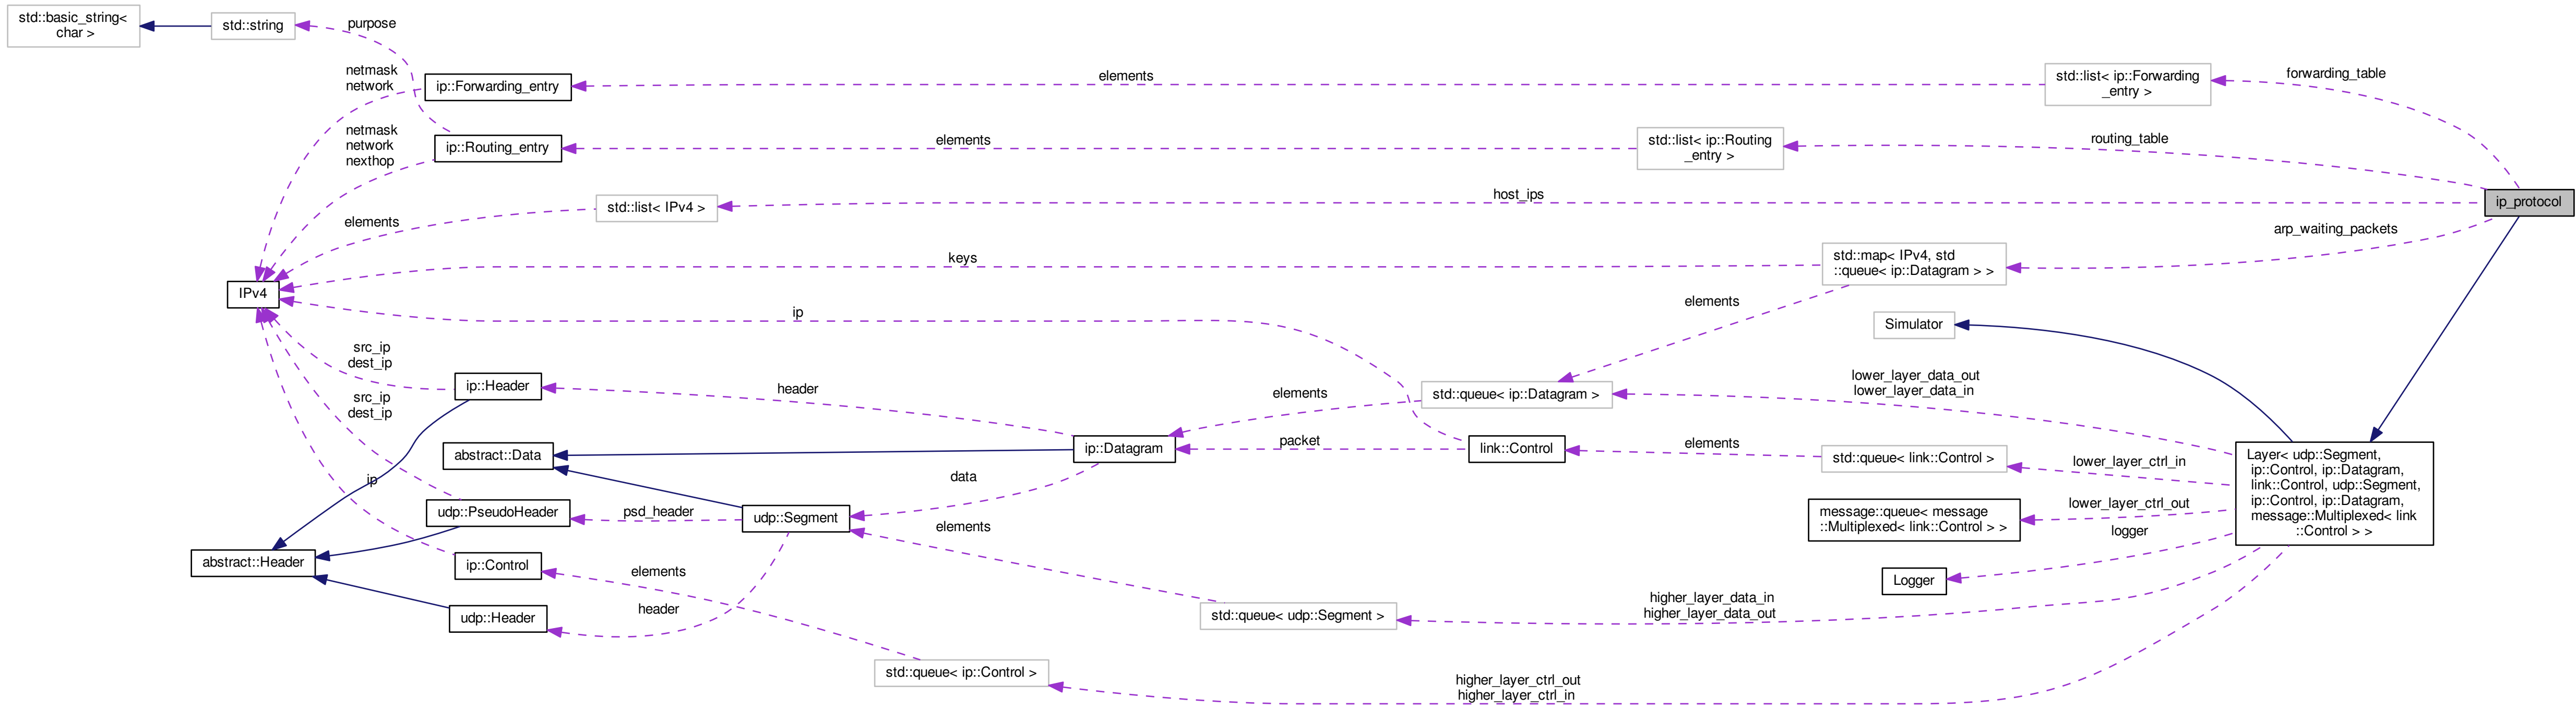 std::basic_string<
char >
std::string
purpose
netmask
network
ip::Forwarding_entry
elements
std::list< ip::Forwarding
_entry >
forwarding_table
netmask
network
nexthop
ip::Routing_entry
elements
std::list< ip::Routing
_entry >
routing_table
elements
std::list< IPv4 >
host_ips
ip_protocol
arp_waiting_packets
keys
std::map< IPv4, std
::queue< ip::Datagram > >
IPv4
ip
elements
Simulator
src_ip
dest_ip
ip::Header
header
elements
std::queue< ip::Datagram >
lower_layer_data_out
lower_layer_data_in
src_ip
dest_ip
abstract::Data
ip::Datagram
packet
link::Control
elements
std::queue< link::Control >
lower_layer_ctrl_in
Layer< udp::Segment,
ip::Control, ip::Datagram,
link::Control, udp::Segment,
ip::Control, ip::Datagram,
message::Multiplexed< link
::Control > >
ip
data
udp::PseudoHeader
psd_header
udp::Segment
elements
message::queue< message
::Multiplexed< link::Control > >
lower_layer_ctrl_out
logger
abstract::Header
ip::Control
elements
Logger
udp::Header
header
std::queue< udp::Segment >
higher_layer_data_in
higher_layer_data_out
std::queue< ip::Control >
higher_layer_ctrl_out
higher_layer_ctrl_in